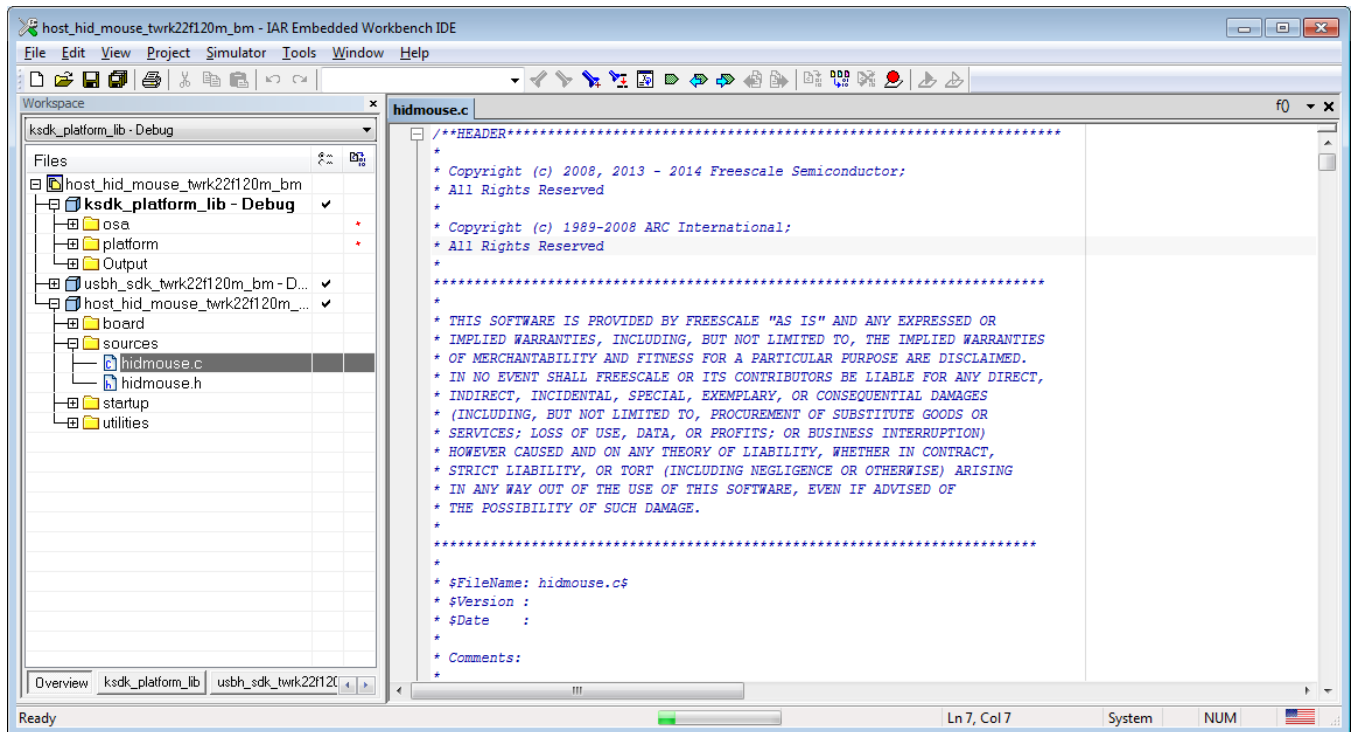 host_hid_mouse_twrk22f120m_bm - IAR Embedded Workbench IDE
File Edit View Project Simulator Tools Window Help
Workspace
ksdk_platform_lib - Debug
Files
host_hid_mouse_twrk22f120m_bm
ksdk_platform_lib - Debug
osa
platform
Output
usbh_sdk_twrk22f120m_bm - D...
host_hid_mouse_twrk22f120m_...
board
sources
hidmouse.c
hidmouse.h
startup
utilities
Overview ksdk_platform_lib usbh_sdk_twrk22f120
hidmouse.c f()
/**HEADER********************************************************************
*
* Copyright (c) 2008, 2013 - 2014 Freescale Semiconductor;
* All Rights Reserved
*
* Copyright (c) 1989-2008 ARC International;
* All Rights Reserved
*
***************************************************************************
*
* THIS SOFTWARE IS PROVIDED BY FREESCALE "AS IS" AND ANY EXPRESSED OR
* IMPLIED WARRANTIES, INCLUDING, BUT NOT LIMITED TO, THE IMPLIED WARRANTIES
* OF MERCHANTABILITY AND FITNESS FOR A PARTICULAR PURPOSE ARE DISCLAIMED.
* IN NO EVENT SHALL FREESCALE OR ITS CONTRIBUTORS BE LIABLE FOR ANY DIRECT,
* INDIRECT, INCIDENTAL, SPECIAL, EXEMPLARY, OR CONSEQUENTIAL DAMAGES
* (INCLUDING, BUT NOT LIMITED TO, PROCUREMENT OF SUBSTITUTE GOODS OR
* SERVICES; LOSS OF USE, DATA, OR PROFITS; OR BUSINESS INTERRUPTION)
* HOWEVER CAUSED AND ON ANY THEORY OF LIABILITY, WHETHER IN CONTRACT,
* STRICT LIABILITY, OR TORT (INCLUDING NEGLIGENCE OR OTHERWISE) ARISING
* IN ANY WAY OUT OF THE USE OF THIS SOFTWARE, EVEN IF ADVISED OF
* THE POSSIBILITY OF SUCH DAMAGE.
*
**************************************************************************
*
* $FileName: hidmouse.c$
* $Version :
* $Date    :
*
* Comments:
*
Ready Ln 7, Col 7 System NUM